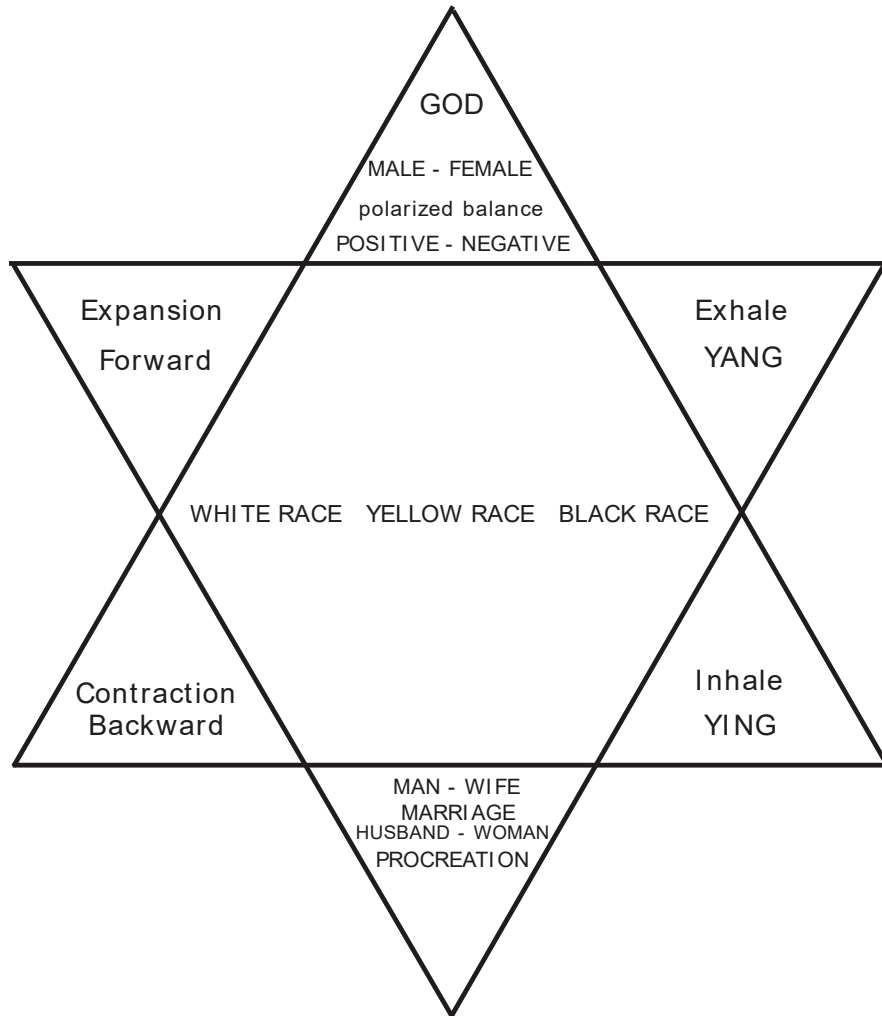 GOD
MALE - FEMALE
polarized balance
POSITIVE - NEGATIVE
Expansion
Forward
Exhale
YANG
WHITE RACE YELLOW RACE BLACK RACE
Contraction
Backward
Inhale
YING
MAN - WIFE
MARRIAGE
HUSBAND - WOMAN
PROCREATION